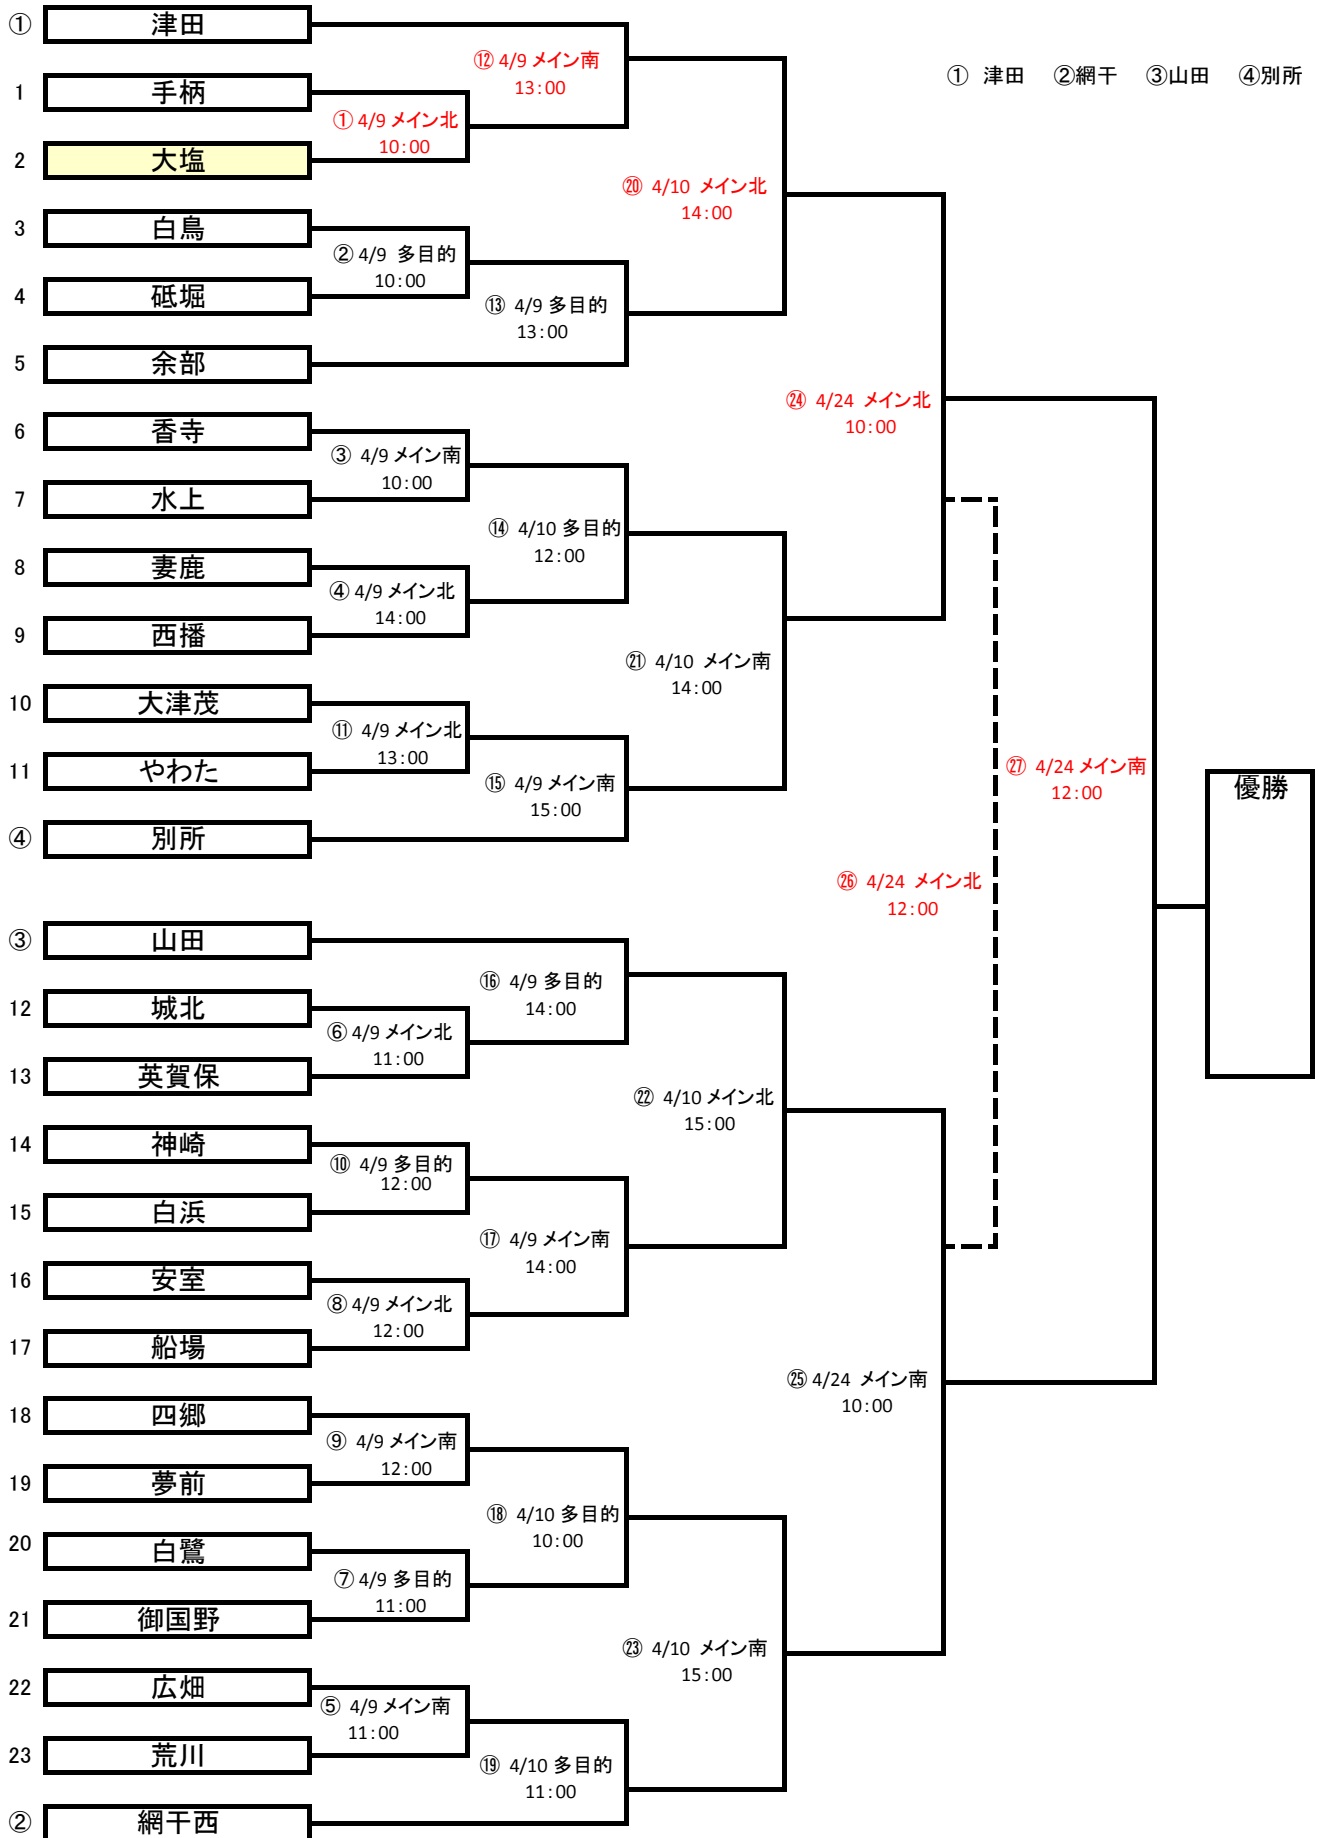 ① 津田
⑫ 4/9 メイン南
13:00
① 津田 ②網干 ③山田 ④別所
1 手柄
① 4/9 メイン北
10:00
2 大塩
⑳ 4/10 メイン北
14:00
3 白鳥
② 4/9 多目的
10:00
4 砥堀
⑬ 4/9 多目的
13:00
5 余部
㉔ 4/24 メイン北
10:00
6 香寺
③ 4/9 メイン南
10:00
7 水上
⑭ 4/10 多目的
12:00
8 妻鹿
④ 4/9 メイン北
14:00
9 西播
㉑ 4/10 メイン南
14:00
10 大津茂
⑪ 4/9 メイン北
13:00
11 やわた
⑮ 4/9 メイン南
15:00
㉗ 4/24 メイン南
12:00
優勝
④ 別所
㉖ 4/24 メイン北
12:00
③ 山田
⑯ 4/9 多目的
14:00
12 城北
⑥ 4/9 メイン北
11:00
13 英賀保
㉒ 4/10 メイン北
15:00
14 神崎
⑩ 4/9 多目的
12:00
15 白浜
⑰ 4/9 メイン南
14:00
16 安室
⑧ 4/9 メイン北
12:00
17 船場
㉕ 4/24 メイン南
10:00
18 四郷
⑨ 4/9 メイン南
12:00
19 夢前
⑱ 4/10 多目的
10:00
20 白鷺
⑦ 4/9 多目的
11:00
21 御国野
㉓ 4/10 メイン南
15:00
22 広畑
⑤ 4/9 メイン南
11:00
23 荒川
⑲ 4/10 多目的
11:00
② 網干西